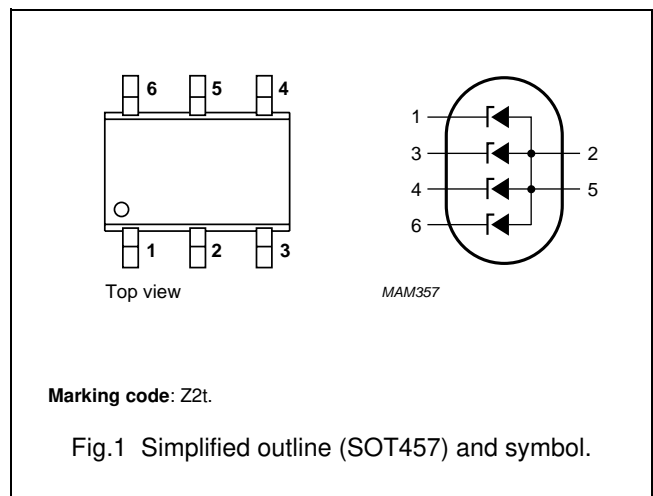 6 5 4
1 2 3
Top view
1
3 2
4 5
6
MAM357
Marking code: Z2t.
Fig.1 Simplified outline (SOT457) and symbol.